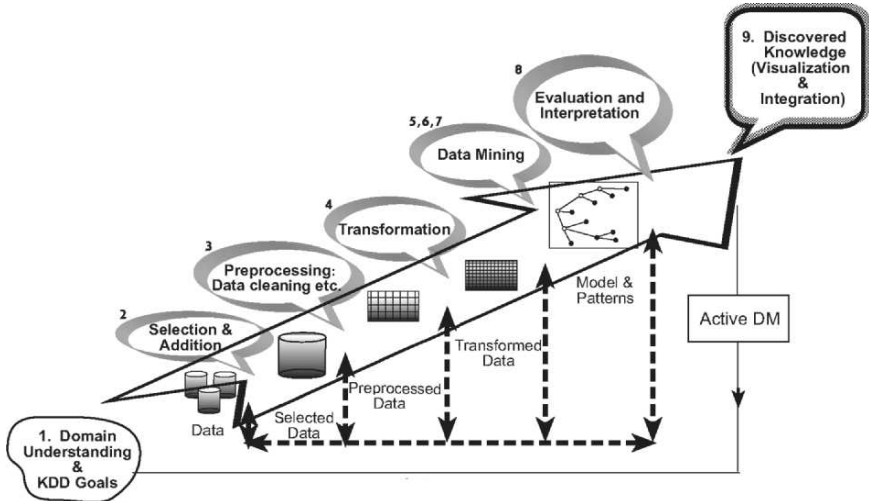 9. Discovered
Knowledge
(Visualization
&
Integration)
8
Evaluation and
Interpretation
5,6,7
Data Mining
4
Transformation
3
Preprocessing:
Data cleaning etc.
2
Selection &
Addition
Model &
Patterns
Active DM
Transformed
Data
Preprocessed
Data
Selected
Data
Data
1. Domain
Understanding
&
KDD Goals